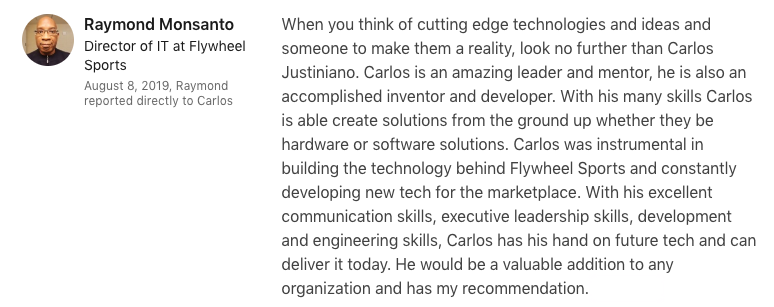 Raymond Monsanto
Director of IT at Flywheel
Sports
August 8, 2019, Raymond
reported directly to Carlos
When you think of cutting edge technologies and ideas and
someone to make them a reality, look no further than Carlos
Justiniano. Carlos is an amazing leader and mentor, he is also an
accomplished inventor and developer. With his many skills Carlos
is able create solutions from the ground up whether they be
hardware or software solutions. Carlos was instrumental in
building the technology behind Flywheel Sports and constantly
developing new tech for the marketplace. With his excellent
communication skills, executive leadership skills, development
and engineering skills, Carlos has his hand on future tech and can
deliver it today. He would be a valuable addition to any
organization and has my recommendation.